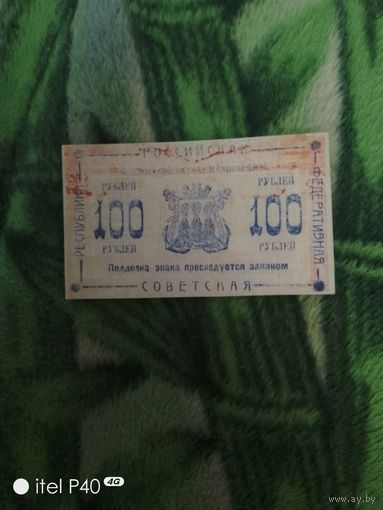 РОССИЙСКАЯ
РЕСПУБЛИКА
ФЕДЕРАТИВНАЯ
РУБЛЕЙ РУБЛЕЙ
100 100
РУБЛЕЙ РУБЛЕЙ
Подделка знака преследуется законом
СОВЕТСКАЯ
itel P40 4G
www.ay.by